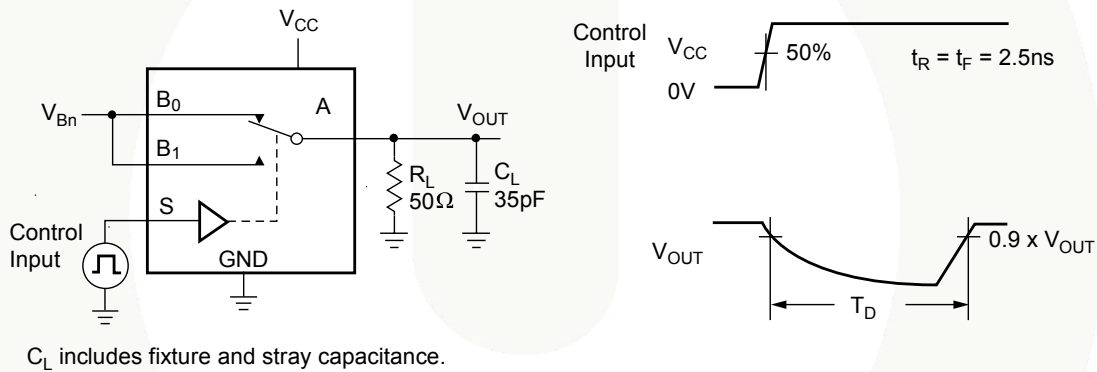 V_CC
V_Bn
B_0
A
B_1
V_OUT
R_L
50Ω
C_L
35pF
S
Control
Input
GND
C_L includes fixture and stray capacitance.
Control
Input
V_CC
0V
50%
t_R = t_F = 2.5ns
V_OUT
0.9 x V_OUT
T_D